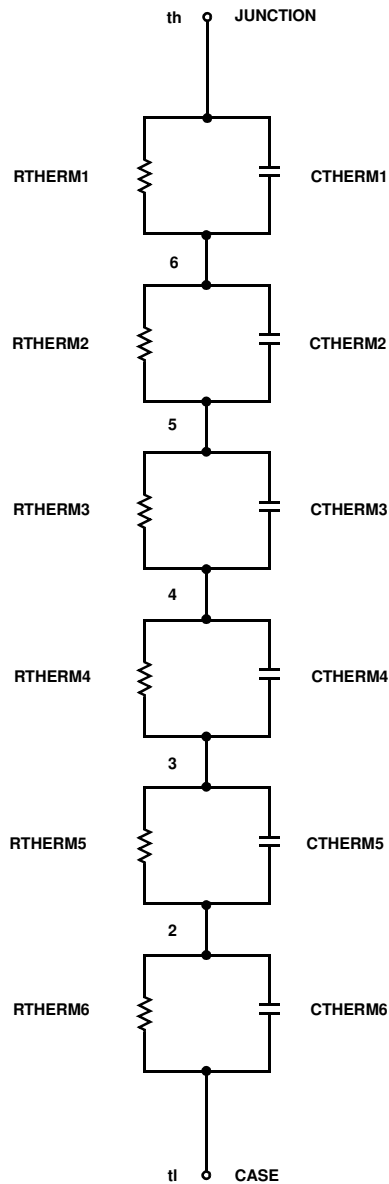 th JUNCTION
RTHERM1 CTHERM1
6
RTHERM2 CTHERM2
5
RTHERM3 CTHERM3
4
RTHERM4 CTHERM4
3
RTHERM5 CTHERM5
2
RTHERM6 CTHERM6
tl CASE